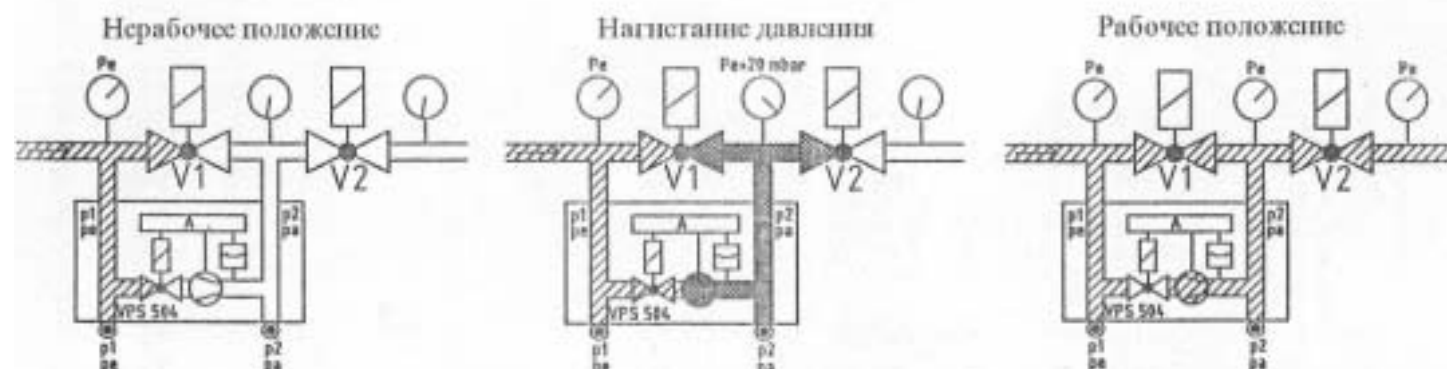 Нерабочее положение
Нагнетание давления
Рабочее положение
Pe
Pe
Pe+20 mbar
Pe
Pe
Pe
V1
V2
V1
V2
V1
V2
p1
pe
A
p2
pa
p1
pe
A
p2
pa
p1
pe
A
p2
pa
VPS 504
VPS 504
VPS 504
p1
pe
p2
pa
p1
pe
p2
pa
p1
pe
p2
pa